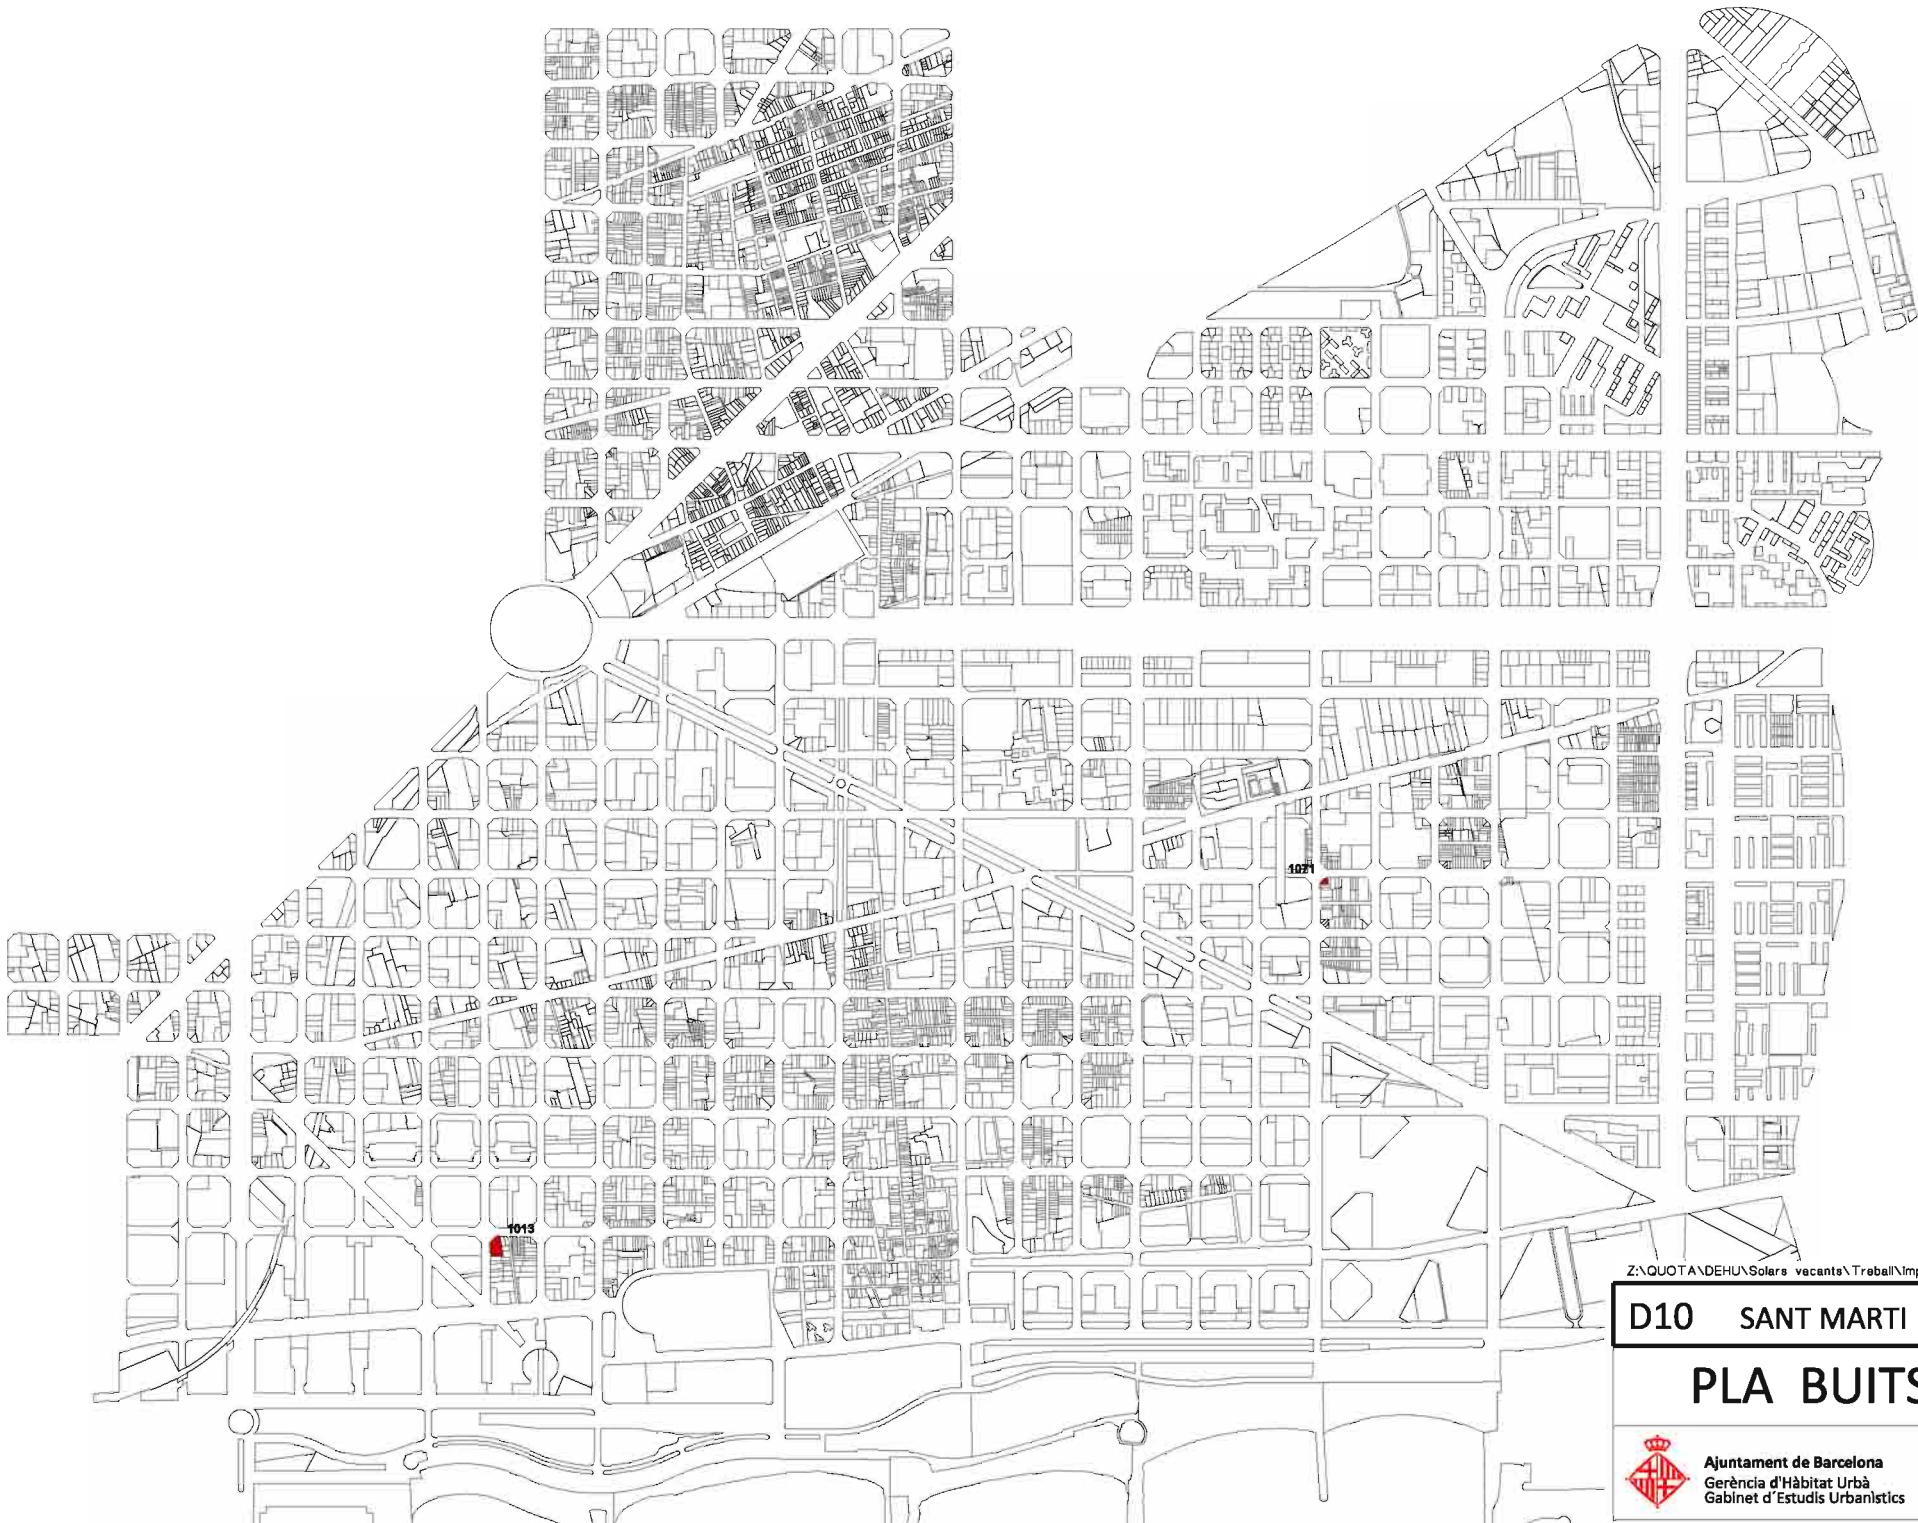 1071
1013
Z:\QUOTA\DEHU\Solars vacants\Treball\Imp
D10 SANT MARTI
PLA BUITS
Ajuntament de Barcelona
Gerència d'Hàbitat Urbà
Gabinet d´Estudis Urbanístics